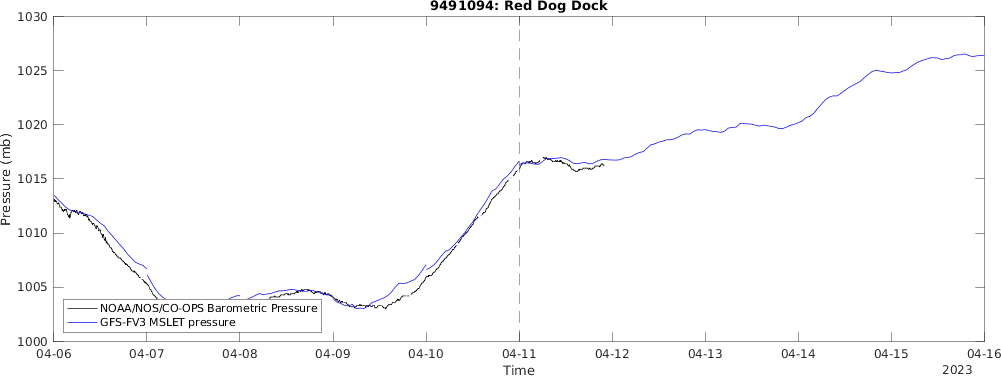 9491094: Red Dog Dock
1030
1025
1020
1015
1010
1005
1000
Pressure (mb)
NOAA/NOS/CO-OPS Barometric Pressure
GFS-FV3 MSLET pressure
04-06 04-07 04-08 04-09 04-10 04-11 04-12 04-13 04-14 04-15 04-16
Time
2023